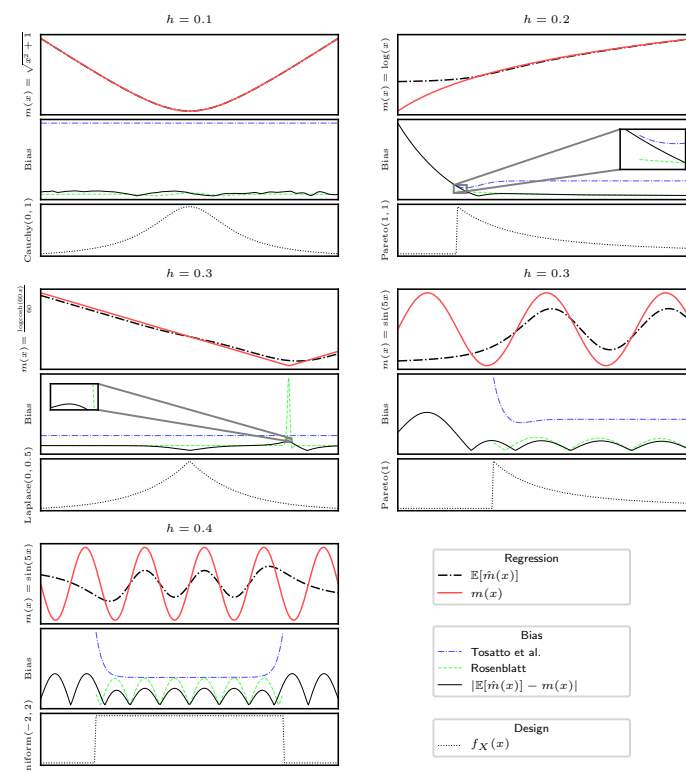 h = 0.1
m(x) = √x² + 1
Bias
Cauchy(0, 1)
h = 0.2
m(x) = log(x)
Bias
Pareto(1, 1)
h = 0.3
m(x) = logcosh(60x) / 60
Bias
Laplace(0, 0.5)
h = 0.3
m(x) = sin(5x)
Bias
Pareto(1)
h = 0.4
m(x) = sin(5x)
Bias
niform(−2, 2)
Regression
𝔼[m̂(x)]
m(x)
Bias
Tosatto et al.
Rosenblatt
|𝔼[m̂(x)] − m(x)|
Design
f_X(x)